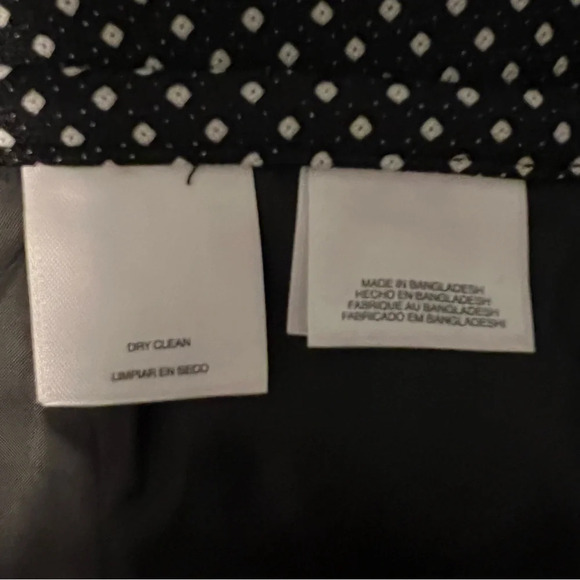 DRY CLEAN
LIMPIAR EN SECO
MADE IN BANGLADESH
HECHO EN BANGLADESH
FABRIQUE AU BANGLADESH
FABRICADO EM BANGLADESH